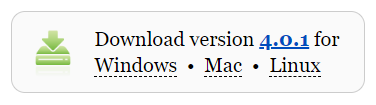 Download version 4.0.1 for
Windows • Mac • Linux